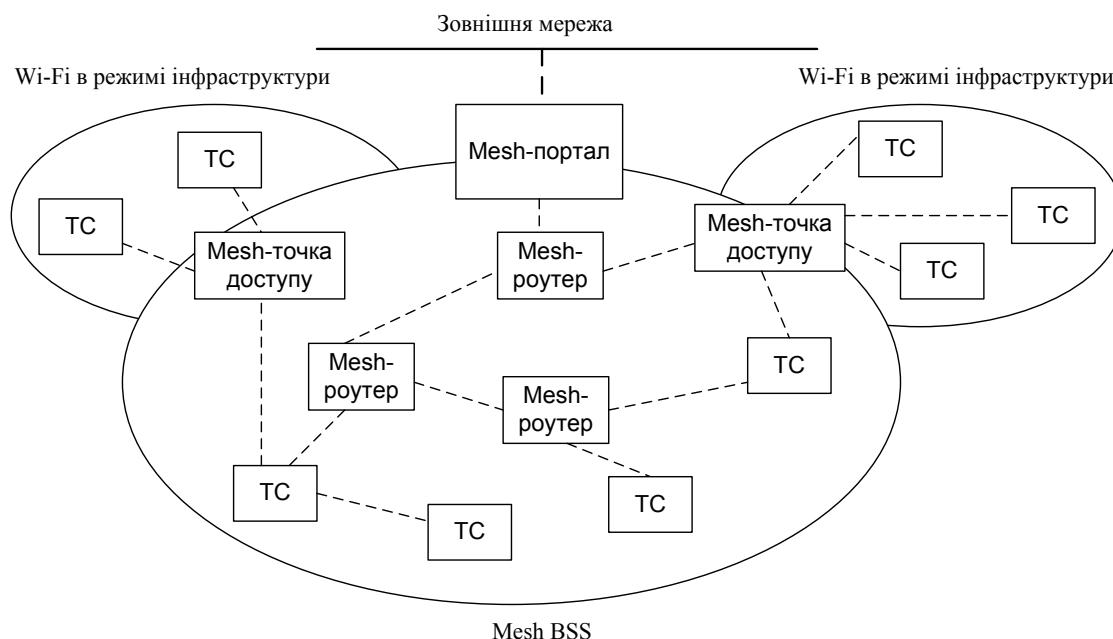 Зовнішня мережа
Wi-Fi в режимі інфраструктури
Wi-Fi в режимі інфраструктури
Mesh-портал
ТС
ТС
ТС
ТС
ТС
Mesh-точка
доступу
Mesh-
роутер
Mesh-точка
доступу
Mesh-
роутер
Mesh-
роутер
ТС
ТС
ТС
ТС
Mesh BSS